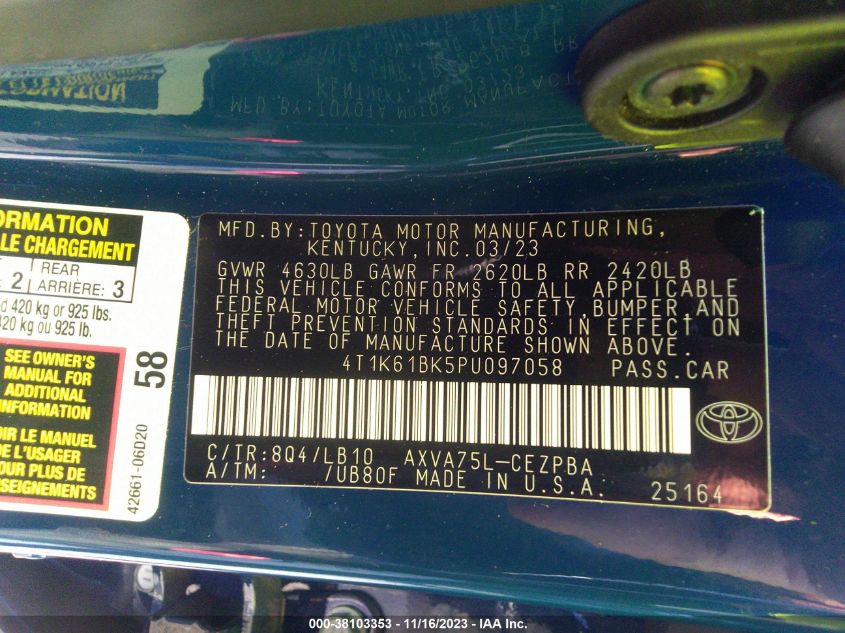 MFD.BY:TOYOTA MOTOR MANUFACTURING,
KENTUCKY,INC.03/23
GVWR 4630LB GAWR FR 2620LB RR 2420LB
THIS VEHICLE CONFORMS TO ALL APPLICABLE
FEDERAL MOTOR VEHICLE SAFETY,BUMPER,AND
THEFT PREVENTION STANDARDS IN EFFECT ON
THE DATE OF MANUFACTURE SHOWN ABOVE.
4T1K61BK5PU097058 PASS.CAR
C/TR:8Q4/LB10 AXVA75L-CEZPBA
A/TM: /UB80F MADE IN U.S.A. 25164
ORMATION
LE CHARGEMENT
2 REAR
ARRIÈRE: 3
d 420 kg or 925 lbs.
420 kg ou 925 lb.
SEE OWNER'S
MANUAL FOR
ADDITIONAL
INFORMATION
OIR LE MANUEL
DE L'USAGER
OUR PLUS DE
SEIGNEMENTS
58
42661-06D20
000-38103353 - 11/16/2023 - IAA Inc.